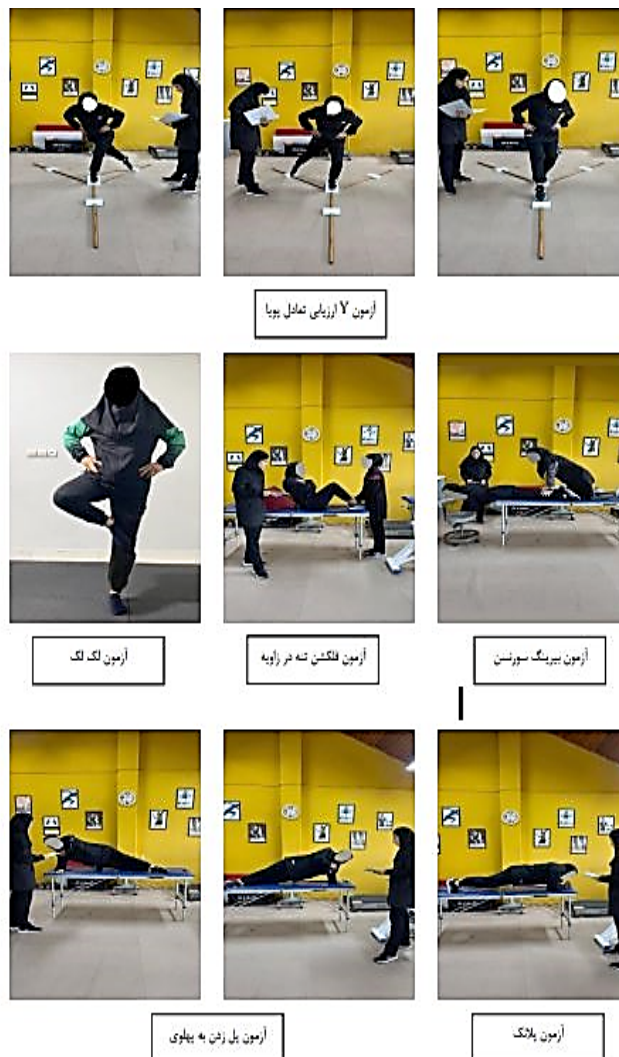 آزمون Y ارزیابی تعادل پویا
آزمون بیرینگ سورنسن
آزمون فلکشن تنه در زاویه
آزمون لک لک
آزمون پلانک
آزمون پل زدن به پهلوی